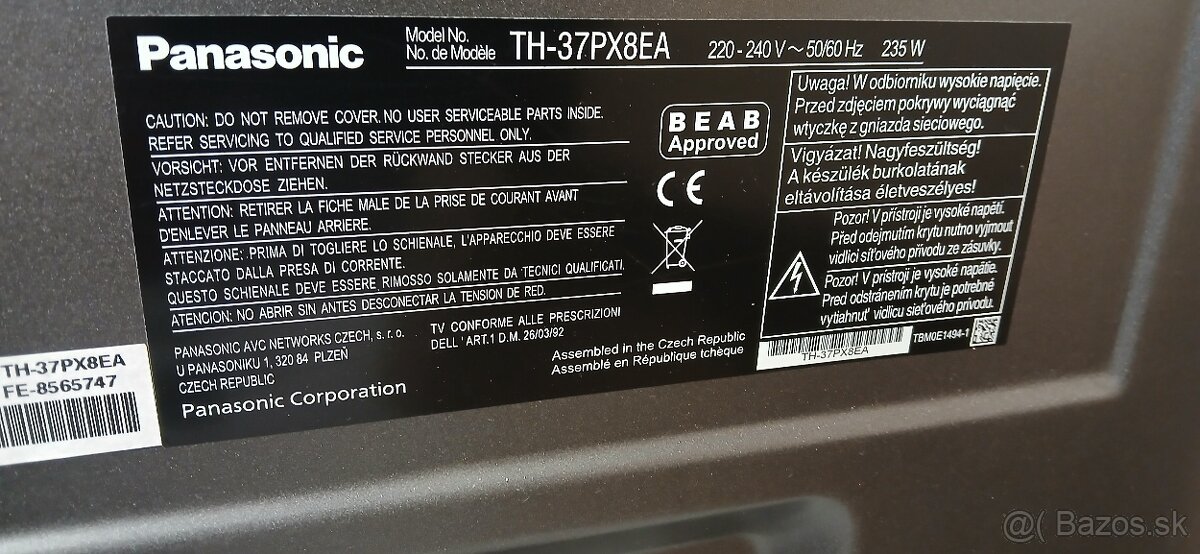 Panasonic
Model No.
No. de Modèle
TH-37PX8EA
220 - 240 V ~ 50/60 Hz 235 W
CAUTION: DO NOT REMOVE COVER. NO USER SERVICEABLE PARTS INSIDE.
REFER SERVICING TO QUALIFIED SERVICE PERSONNEL ONLY.
VORSICHT: VOR ENTFERNEN DER RÜCKWAND STECKER AUS DER
NETZSTECKDOSE ZIEHEN.
ATTENTION: RETIRER LA FICHE MALE DE LA PRISE DE COURANT AVANT
D'ENLEVER LE PANNEAU ARRIERE.
ATTENZIONE: .PRIMA DI TOGLIERE LO SCHIENALE, L'APPARECCHIO DEVE ESSERE
STACCATO DALLA PRESA DI CORRENTE.
QUESTO SCHIENALE DEVE ESSERE RIMOSSO SOLAMENTE DA TECNICI QUALIFICATI.
ATENCION: NO ABRIR SIN ANTES DESCONECTAR LA TENSION DE RED.
PANASONIC AVC NETWORKS CZECH, s. r. o.
U PANASONIKU 1, 320 84 PLZEŇ
CZECH REPUBLIC
Panasonic Corporation
TV CONFORME ALLE PRESCRIZIONI
DELL' ART.1 D.M. 26/03/92
Assembled in the Czech Republic
Assemblé en République tchèque
BEAB
Approved
CE
Uwaga! W odbiorniku wysokie napięcie.
Przed zdjęciem pokrywy wyciągnąć
wtyczkę z gniazda sieciowego.
Vigyázat! Nagyfeszültség!
A készülék burkolatának
eltávolítása életveszélyes!
Pozor! V přístroji je vysoké napětí.
Před odejmutím krytu nutno vyjmout
vidlici síťového přívodu ze zásuvky.
Pozor! V prístroji je vysoké napätie.
Pred odstránením krytu je potrebné
vytiahnuť vidlicu sieťového prívodu.
TH-37PX8EA
TBM0E1494-1
TH-37PX8EA
FE-8565747
@( Bazos.sk